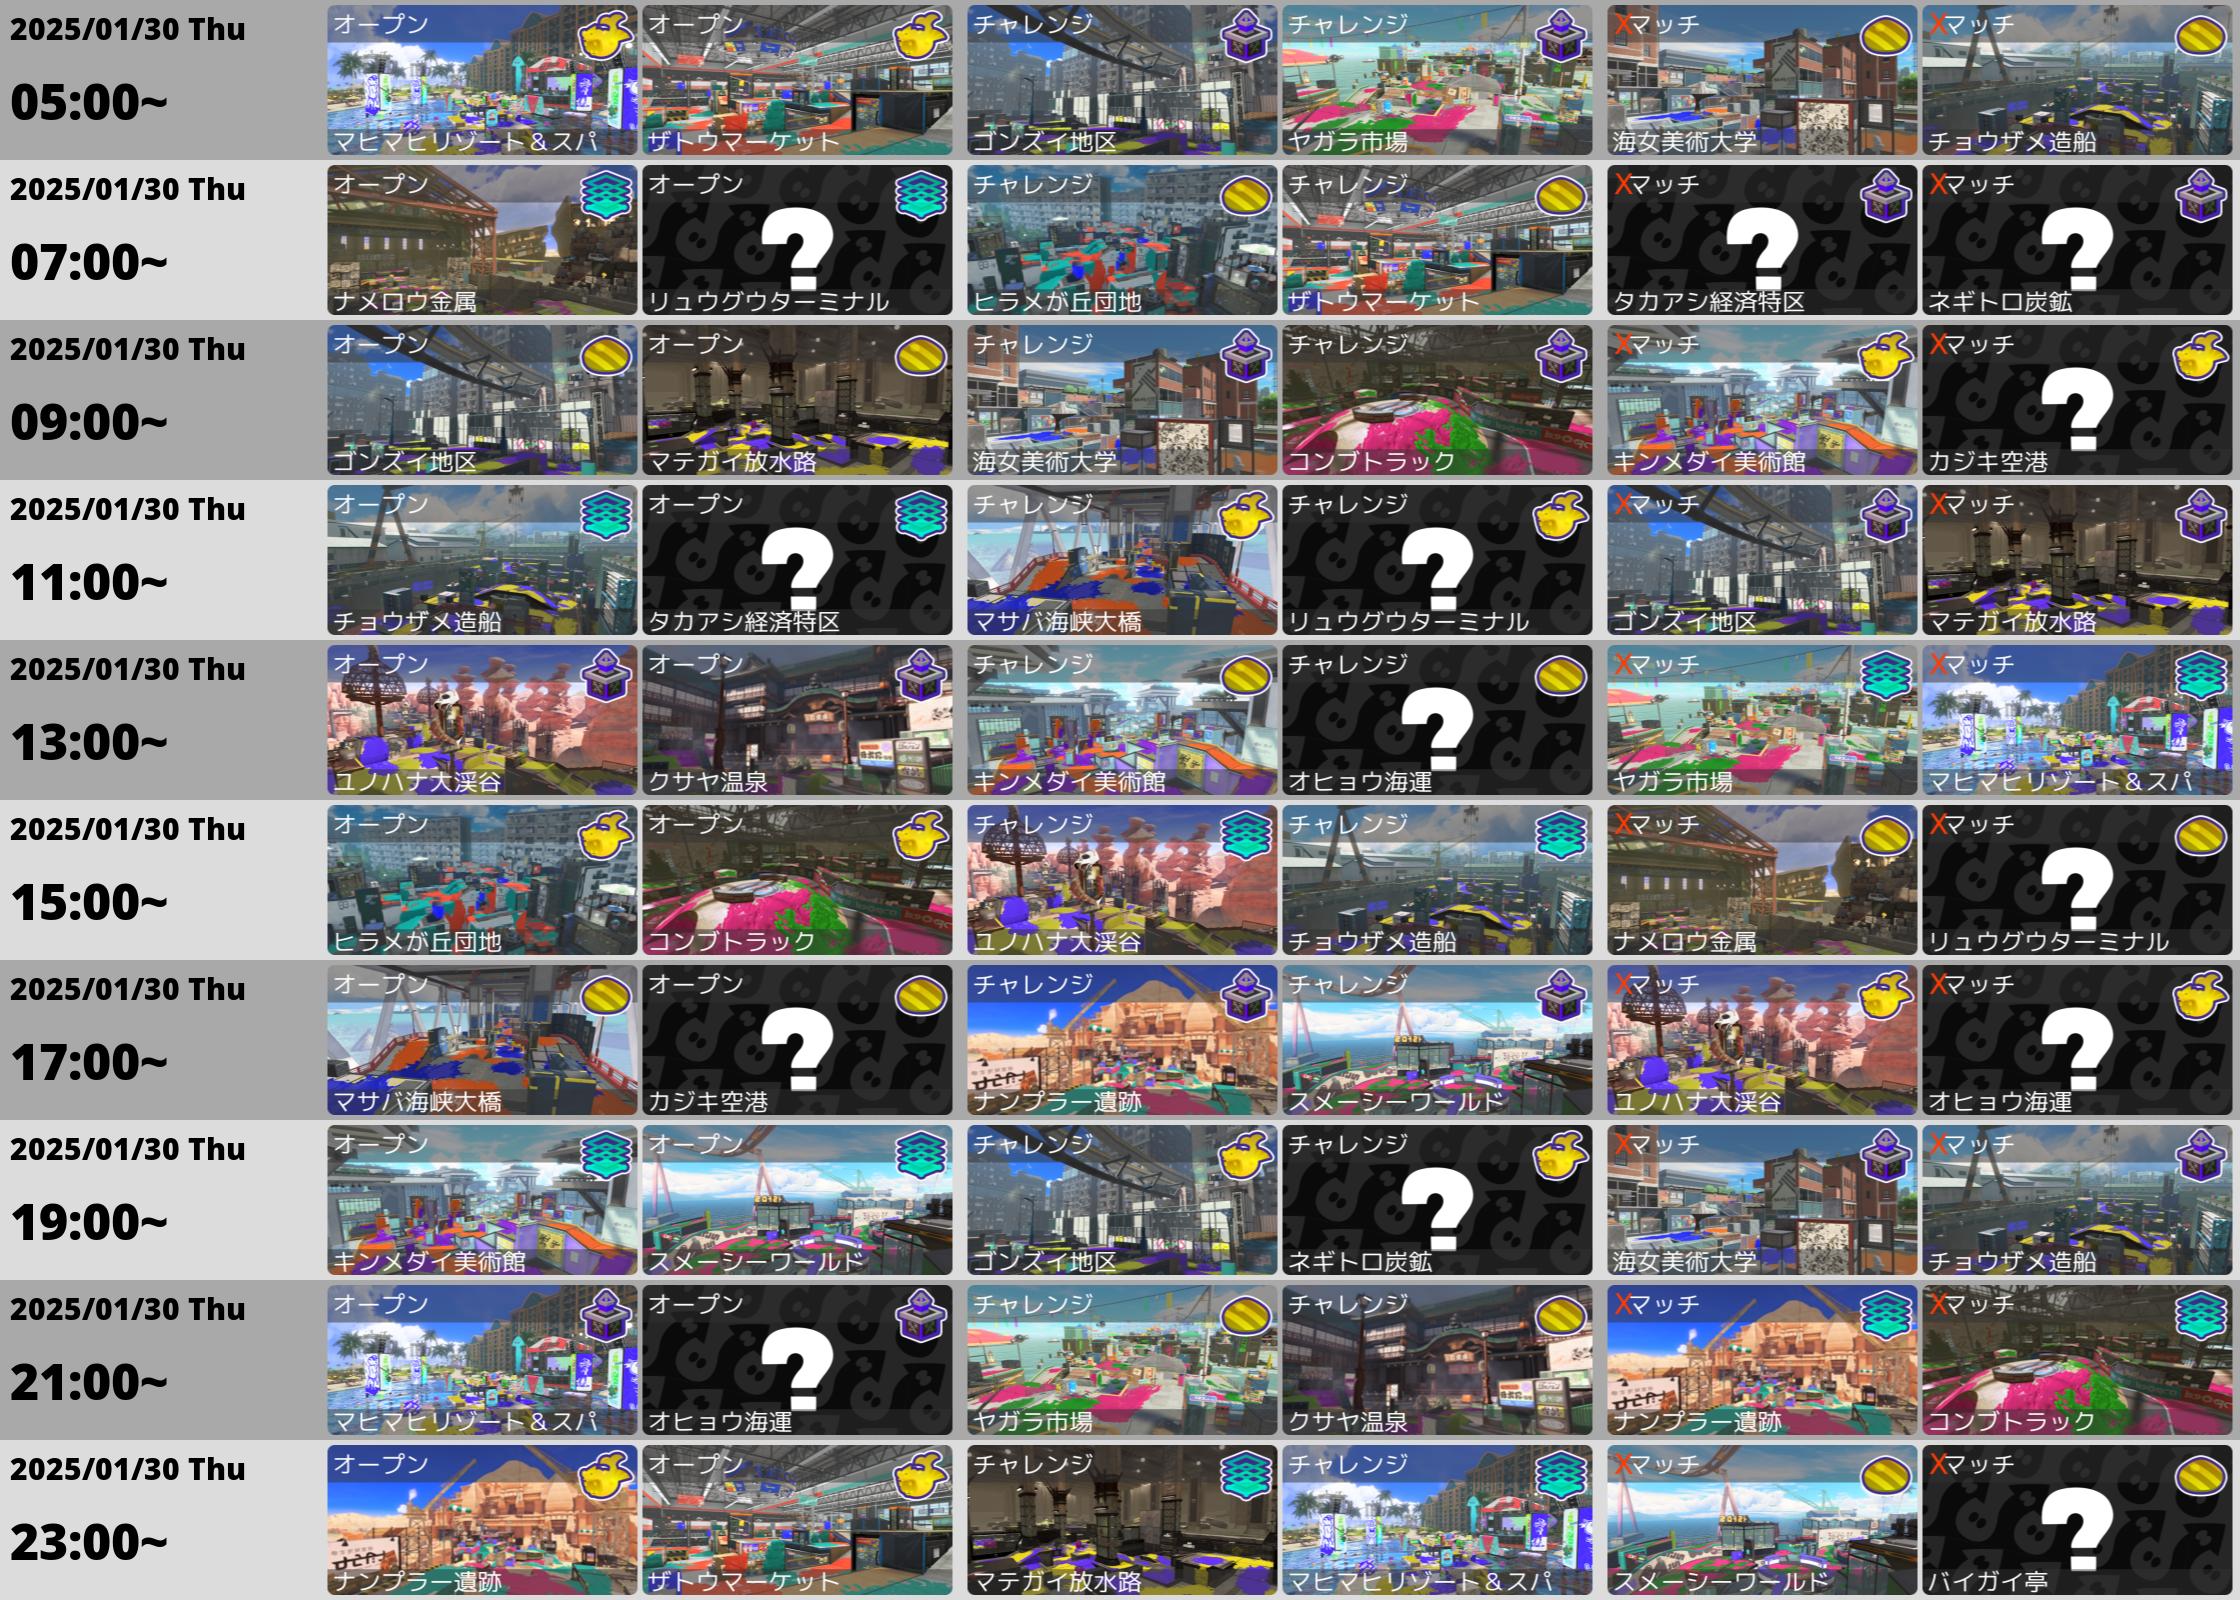 2025/01/30 Thu
05:00~
オープン
マヒマヒリゾート＆スパ
オープン
ザトウマーケット
チャレンジ
ゴンズイ地区
チャレンジ
ヤガラ市場
Xマッチ
海女美術大学
Xマッチ
チョウザメ造船
2025/01/30 Thu
07:00~
オープン
ナメロウ金属
オープン
?
リュウグウターミナル
チャレンジ
ヒラメが丘団地
チャレンジ
ザトウマーケット
Xマッチ
?
タカアシ経済特区
Xマッチ
?
ネギトロ炭鉱
2025/01/30 Thu
09:00~
オープン
ゴンズイ地区
オープン
マテガイ放水路
チャレンジ
海女美術大学
チャレンジ
コンブトラック
Xマッチ
キンメダイ美術館
Xマッチ
?
カジキ空港
2025/01/30 Thu
11:00~
オープン
チョウザメ造船
オープン
?
タカアシ経済特区
チャレンジ
マサバ海峡大橋
チャレンジ
?
リュウグウターミナル
Xマッチ
ゴンズイ地区
Xマッチ
マテガイ放水路
2025/01/30 Thu
13:00~
オープン
ユノハナ大渓谷
オープン
クサヤ温泉
チャレンジ
キンメダイ美術館
チャレンジ
?
オヒョウ海運
Xマッチ
ヤガラ市場
Xマッチ
マヒマヒリゾート＆スパ
2025/01/30 Thu
15:00~
オープン
ヒラメが丘団地
オープン
コンブトラック
チャレンジ
ユノハナ大渓谷
チャレンジ
チョウザメ造船
Xマッチ
ナメロウ金属
Xマッチ
?
リュウグウターミナル
2025/01/30 Thu
17:00~
オープン
マサバ海峡大橋
オープン
?
カジキ空港
チャレンジ
ナンプラー遺跡
チャレンジ
スメーシーワールド
Xマッチ
ユノハナ大渓谷
Xマッチ
?
オヒョウ海運
2025/01/30 Thu
19:00~
オープン
キンメダイ美術館
オープン
スメーシーワールド
チャレンジ
ゴンズイ地区
チャレンジ
?
ネギトロ炭鉱
Xマッチ
海女美術大学
Xマッチ
チョウザメ造船
2025/01/30 Thu
21:00~
オープン
マヒマヒリゾート＆スパ
オープン
?
オヒョウ海運
チャレンジ
ヤガラ市場
チャレンジ
クサヤ温泉
Xマッチ
ナンプラー遺跡
Xマッチ
コンブトラック
2025/01/30 Thu
23:00~
オープン
ナンプラー遺跡
オープン
ザトウマーケット
チャレンジ
マテガイ放水路
チャレンジ
マヒマヒリゾート＆スパ
Xマッチ
スメーシーワールド
Xマッチ
?
バイガイ亭